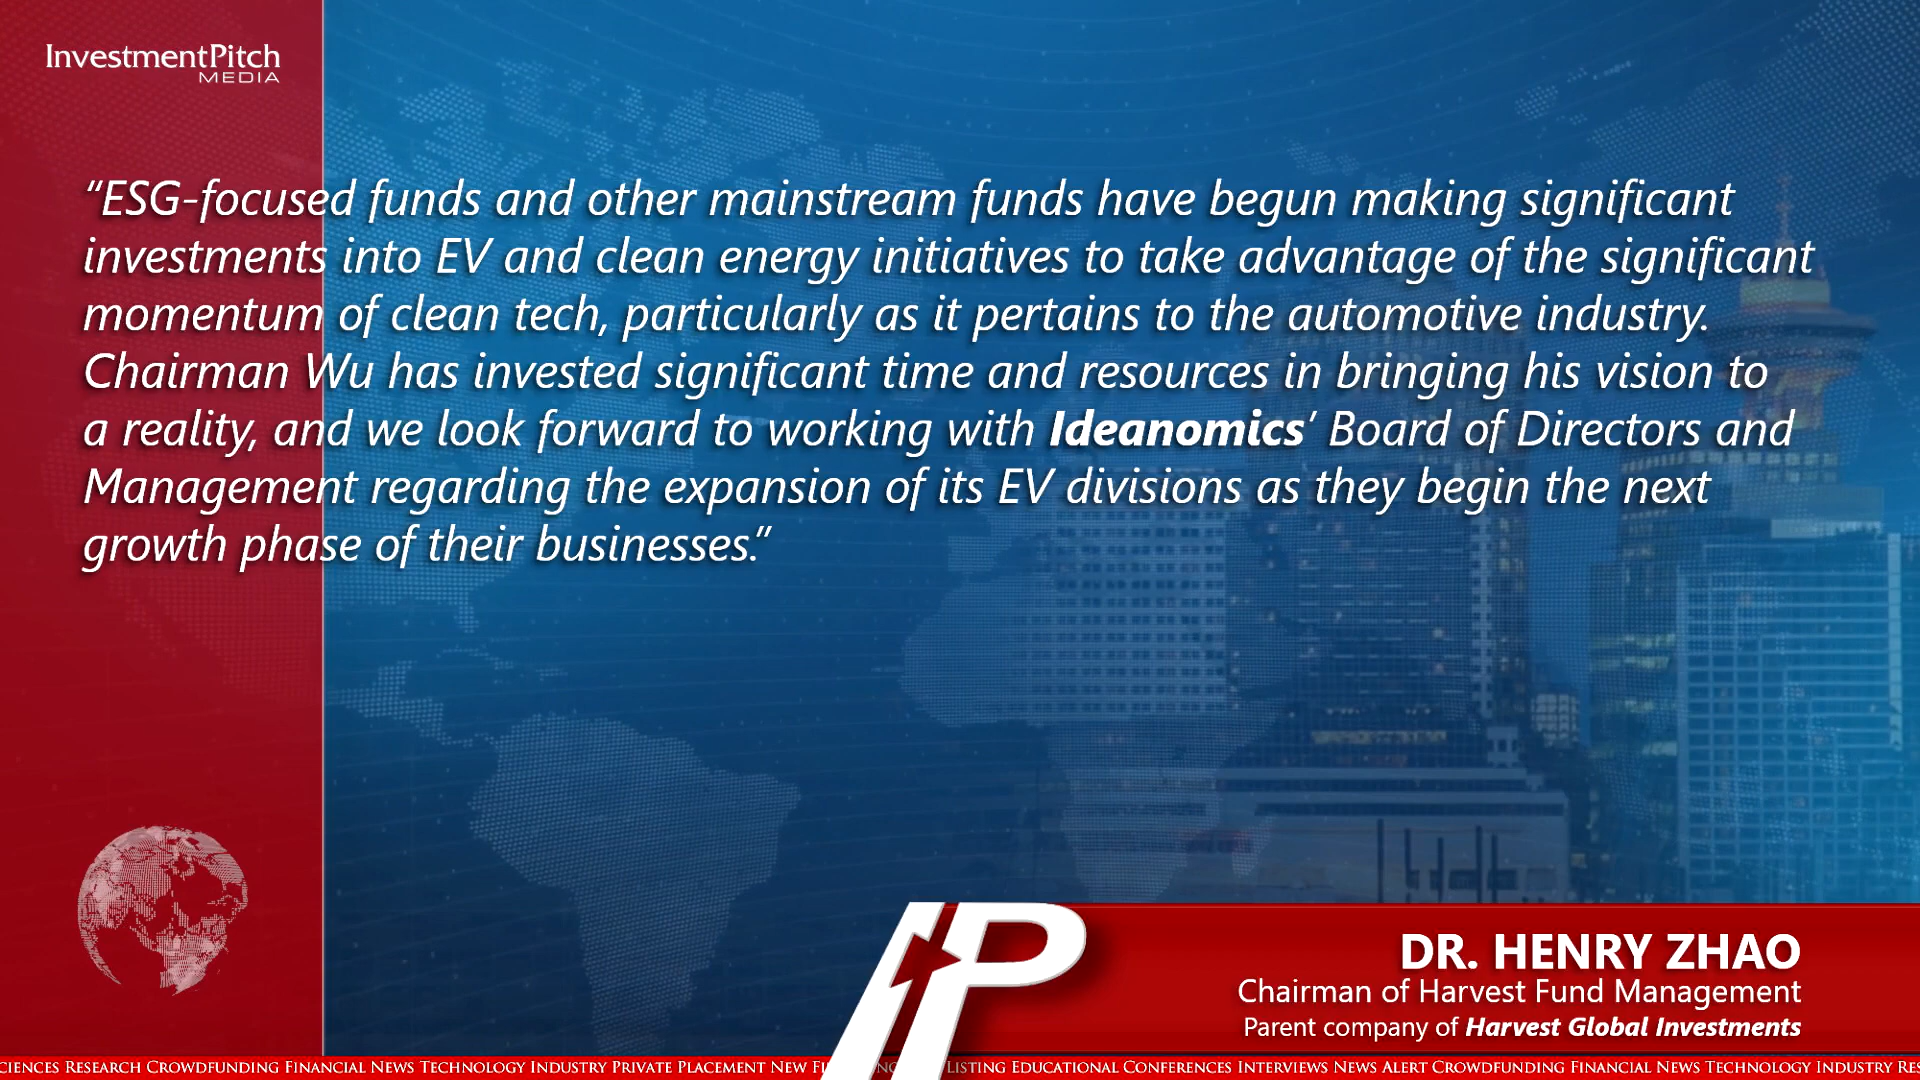 InvestmentPitch
MEDIA
“ESG-focused funds and other mainstream funds have begun making significant
investments into EV and clean energy initiatives to take advantage of the significant
momentum of clean tech, particularly as it pertains to the automotive industry.
Chairman Wu has invested significant time and resources in bringing his vision to
a reality, and we look forward to working with Ideanomics’ Board of Directors and
Management regarding the expansion of its EV divisions as they begin the next
growth phase of their businesses.”
IP
DR. HENRY ZHAO
Chairman of Harvest Fund Management
Parent company of Harvest Global Investments
CIENCES RESEARCH CROWDFUNDING FINANCIAL NEWS TECHNOLOGY INDUSTRY PRIVATE PLACEMENT NEW LISTING EDUCATIONAL CONFERENCES INTERVIEWS NEWS ALERT CROWDFUNDING FINANCIAL NEWS TECHNOLOGY INDUSTRY RES